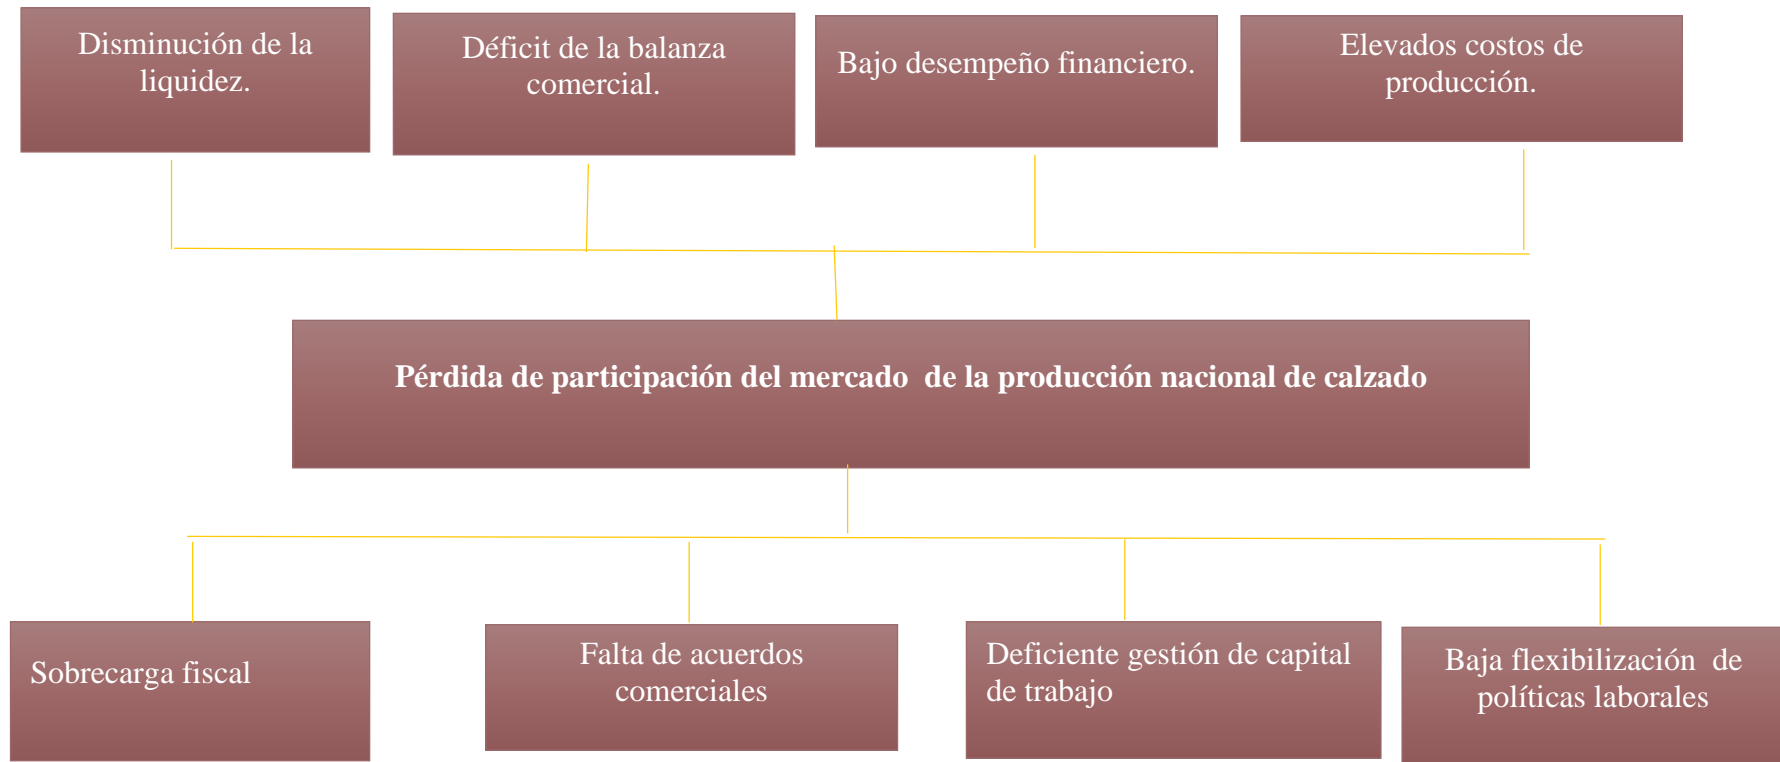 Disminución de la
liquidez.
Déficit de la balanza
comercial.
Bajo desempeño financiero.
Elevados costos de
producción.
Pérdida de participación del mercado  de la producción nacional de calzado
Sobrecarga fiscal
Falta de acuerdos
comerciales
Deficiente gestión de capital
de trabajo
Baja flexibilización  de
políticas laborales